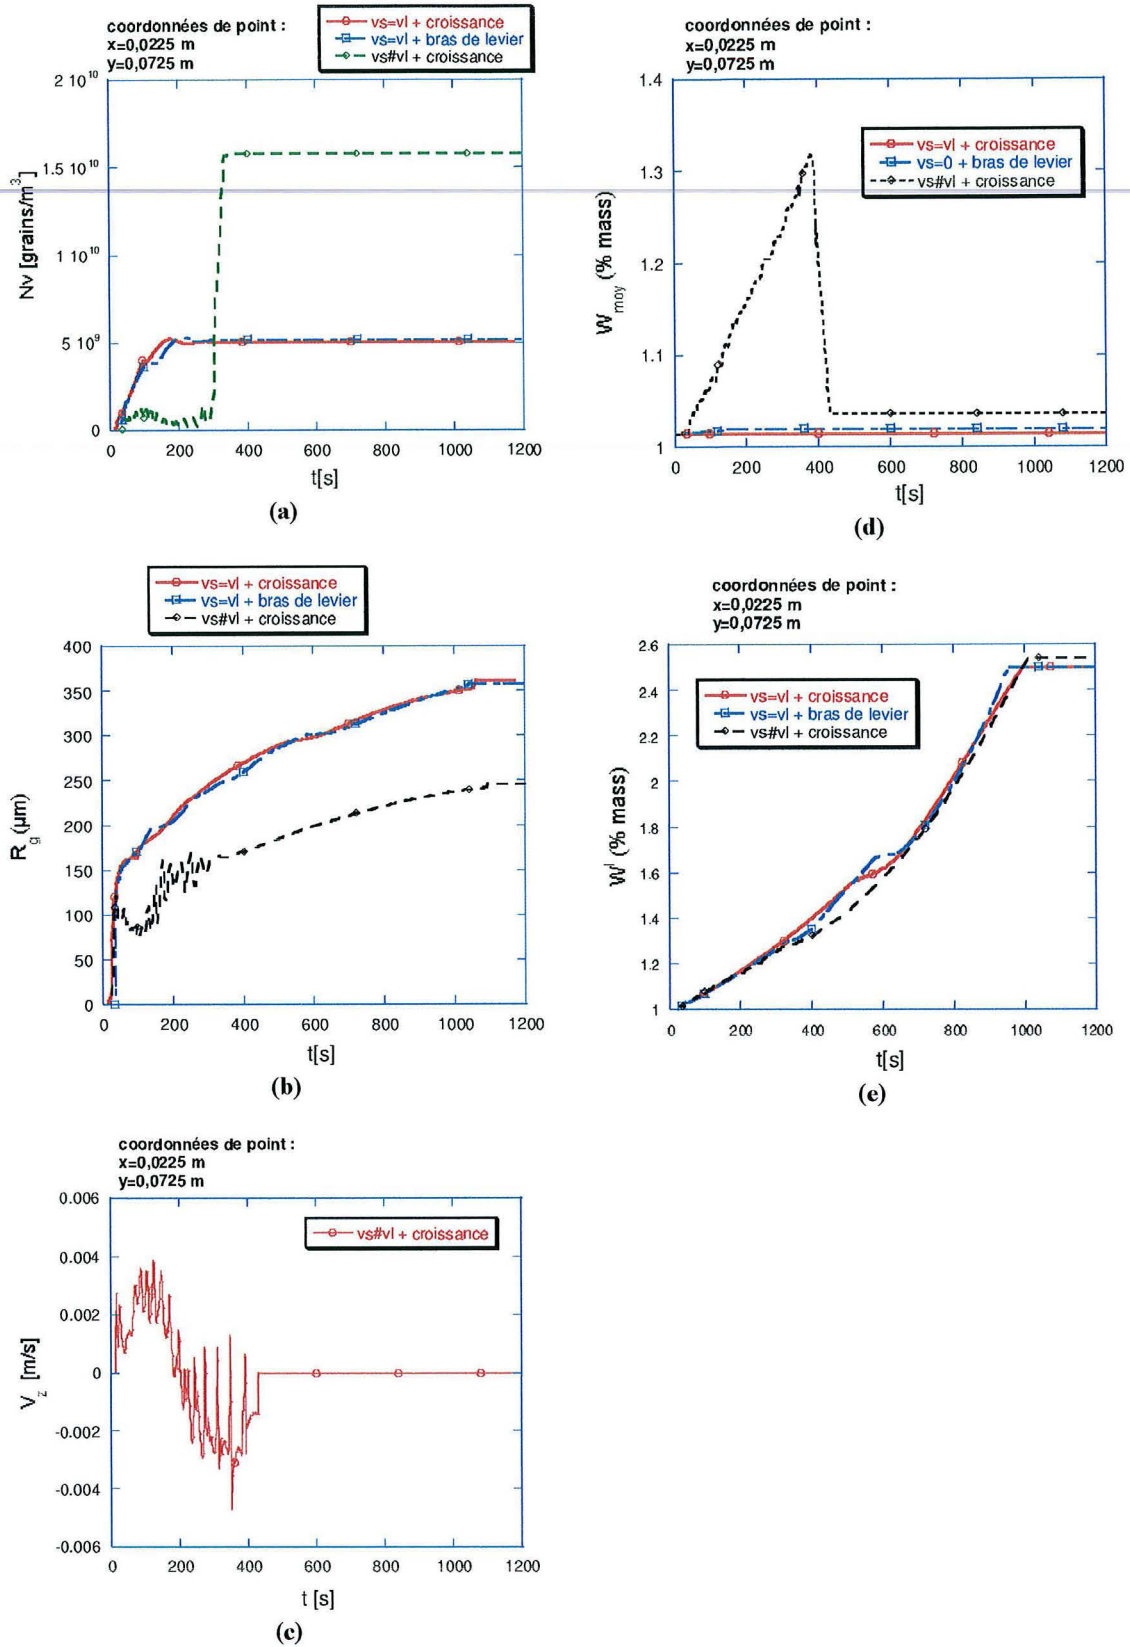 coordonnées de point :
x=0,0225 m
y=0,0725 m
vs=vl + croissance
vs=vl + bras de levier
vs#vl + croissance
2 10^10
1.5 10^10
1 10^10
5 10^9
0
Nv [grains/m^3]
0 200 400 600 800 1000 1200
t[s]
(a)
coordonnées de point :
x=0,0225 m
y=0,0725 m
vs=vl + croissance
vs=0 + bras de levier
vs#vl + croissance
1.4
1.3
1.2
1.1
1
W_moy (% mass)
0 200 400 600 800 1000 1200
t[s]
(d)
vs=vl + croissance
vs=vl + bras de levier
vs#vl + croissance
400
350
300
250
200
150
100
50
0
R_g (µm)
0 200 400 600 800 1000 1200
t[s]
(b)
coordonnées de point :
x=0,0225 m
y=0,0725 m
vs=vl + croissance
vs=vl + bras de levier
vs#vl + croissance
2.6
2.4
2.2
2
1.8
1.6
1.4
1.2
1
W^l (% mass)
0 200 400 600 800 1000 1200
t[s]
(e)
coordonnées de point :
x=0,0225 m
y=0,0725 m
vs#vl + croissance
0.006
0.004
0.002
0
-0.002
-0.004
-0.006
V_z [m/s]
0 200 400 600 800 1000 1200
t [s]
(c)